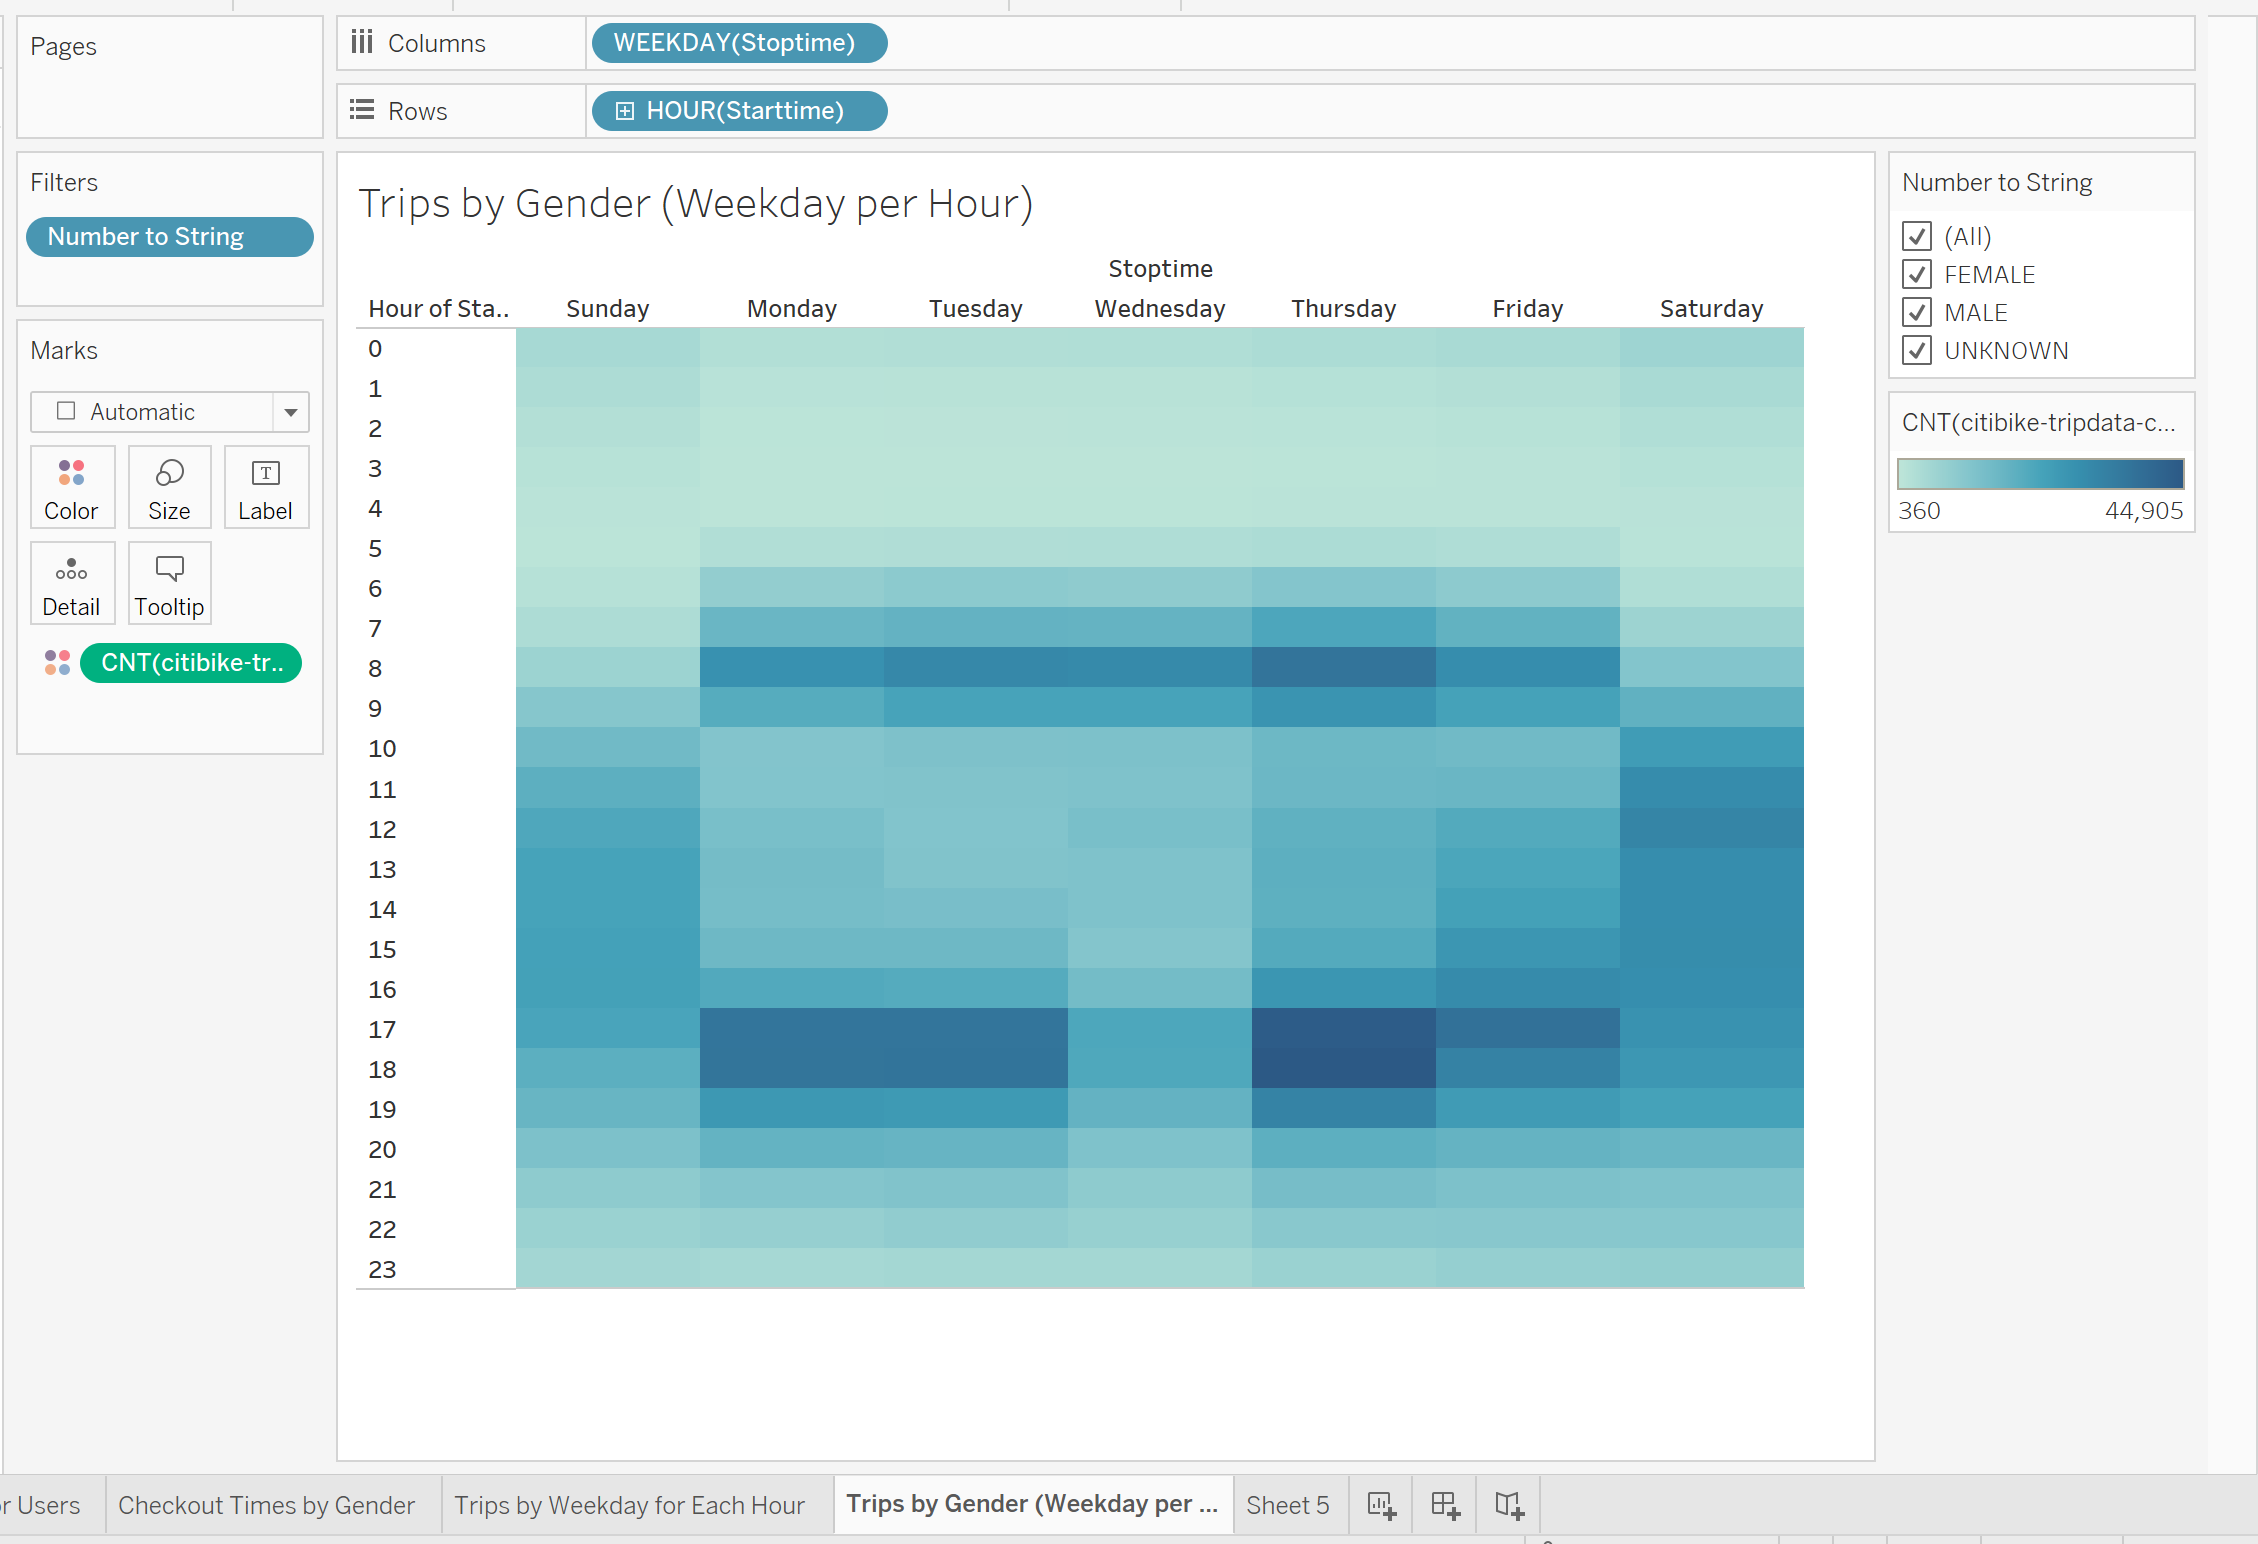 Pages
Columns
WEEKDAY(Stoptime)
Rows
HOUR(Starttime)
Filters
Number to String
Marks
Automatic
Color
Size
Label
Detail
Tooltip
CNT(citibike-tr..
Trips by Gender (Weekday per Hour)
Stoptime
Hour of Sta.. Sunday Monday Tuesday Wednesday Thursday Friday Saturday
0
1
2
3
4
5
6
7
8
9
10
11
12
13
14
15
16
17
18
19
20
21
22
23
Number to String
(All)
FEMALE
MALE
UNKNOWN
CNT(citibike-tripdata-c...
360 44,905
r Users Checkout Times by Gender Trips by Weekday for Each Hour Trips by Gender (Weekday per ... Sheet 5